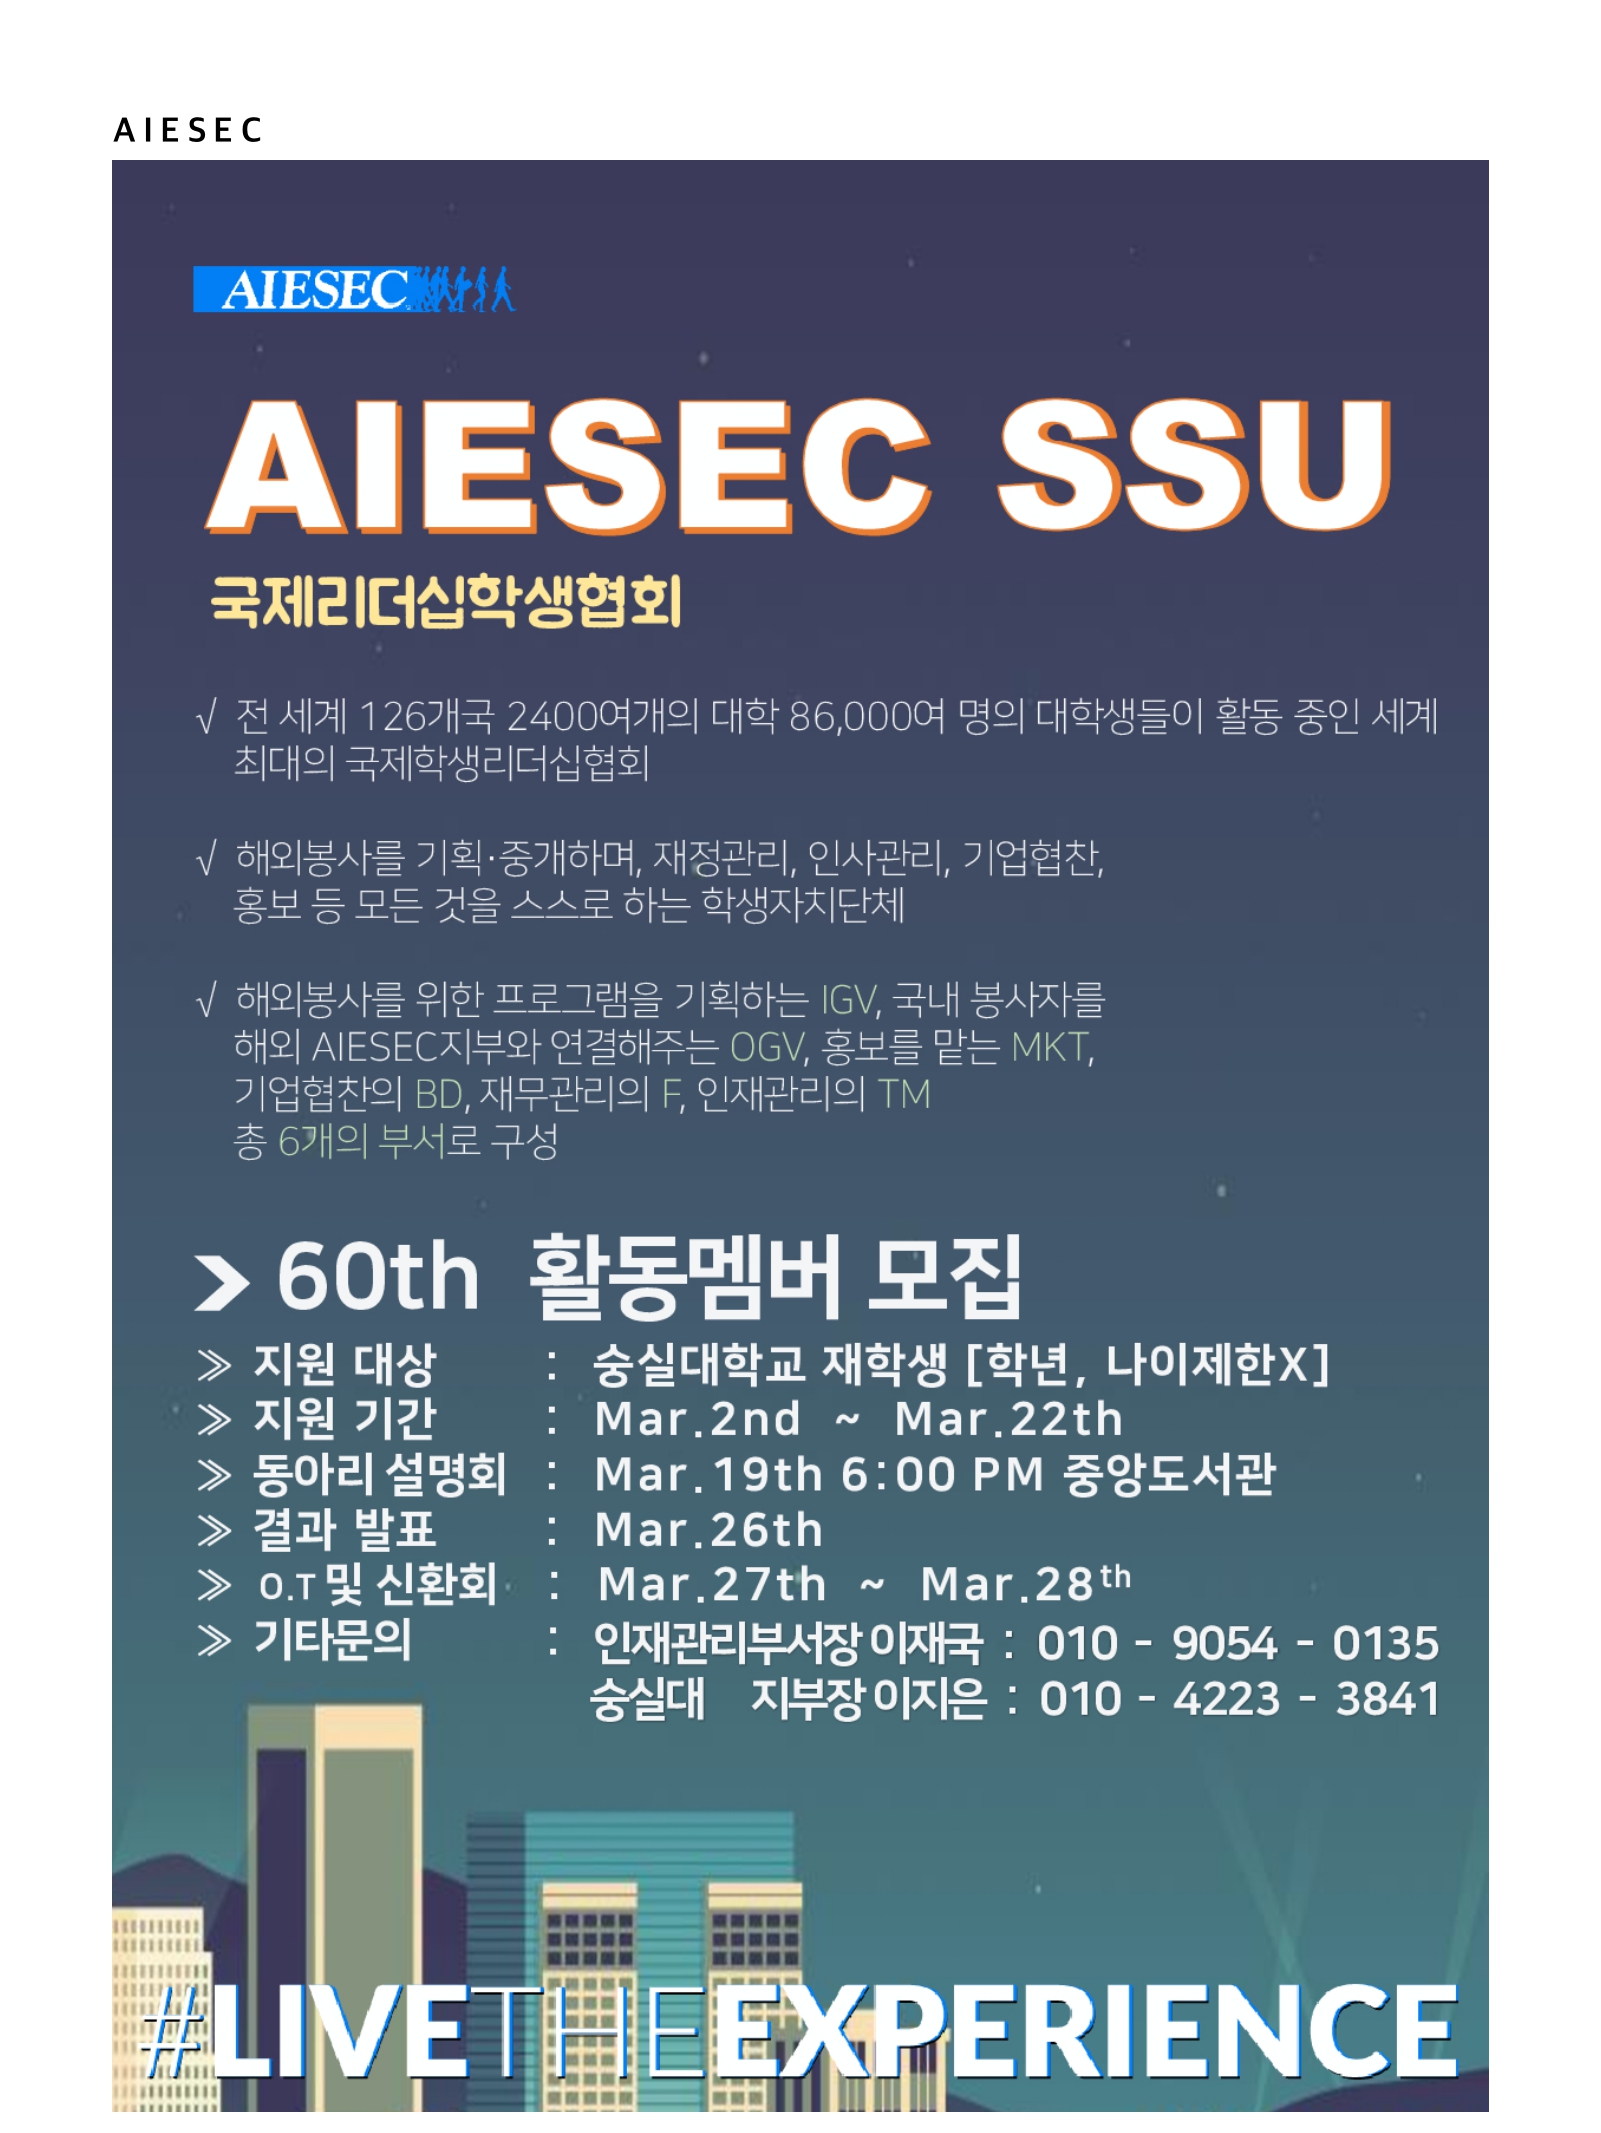 AIESEC
AIESEC
AIESEC SSU
국제리더십학생협회
√ 전 세계 126개국 2400여개의 대학 86,000여 명의 대학생들이 활동 중인 세계
최대의 국제학생리더십협회
√ 해외봉사를 기획·중개하며, 재정관리, 인사관리, 기업협찬,
홍보 등 모든 것을 스스로 하는 학생자치단체
√ 해외봉사를 위한 프로그램을 기획하는 IGV, 국내 봉사자를
해외 AIESEC지부와 연결해주는 OGV, 홍보를 맡는 MKT,
기업협찬의 BD, 재무관리의 F, 인재관리의 TM
총 6개의 부서로 구성
> 60th 활동멤버 모집
≫ 지원 대상 : 숭실대학교 재학생 [학년, 나이제한X]
≫ 지원 기간 : Mar.2nd ~ Mar.22th
≫ 동아리 설명회 : Mar.19th 6:00 PM 중앙도서관
≫ 결과 발표 : Mar.26th
≫ O.T 및 신환회 : Mar.27th ~ Mar.28th
≫ 기타문의 : 인재관리부서장 이재국 : 010 - 9054 - 0135
숭실대 지부장 이지은 : 010 - 4223 - 3841
#LIVETHEEXPERIENCE